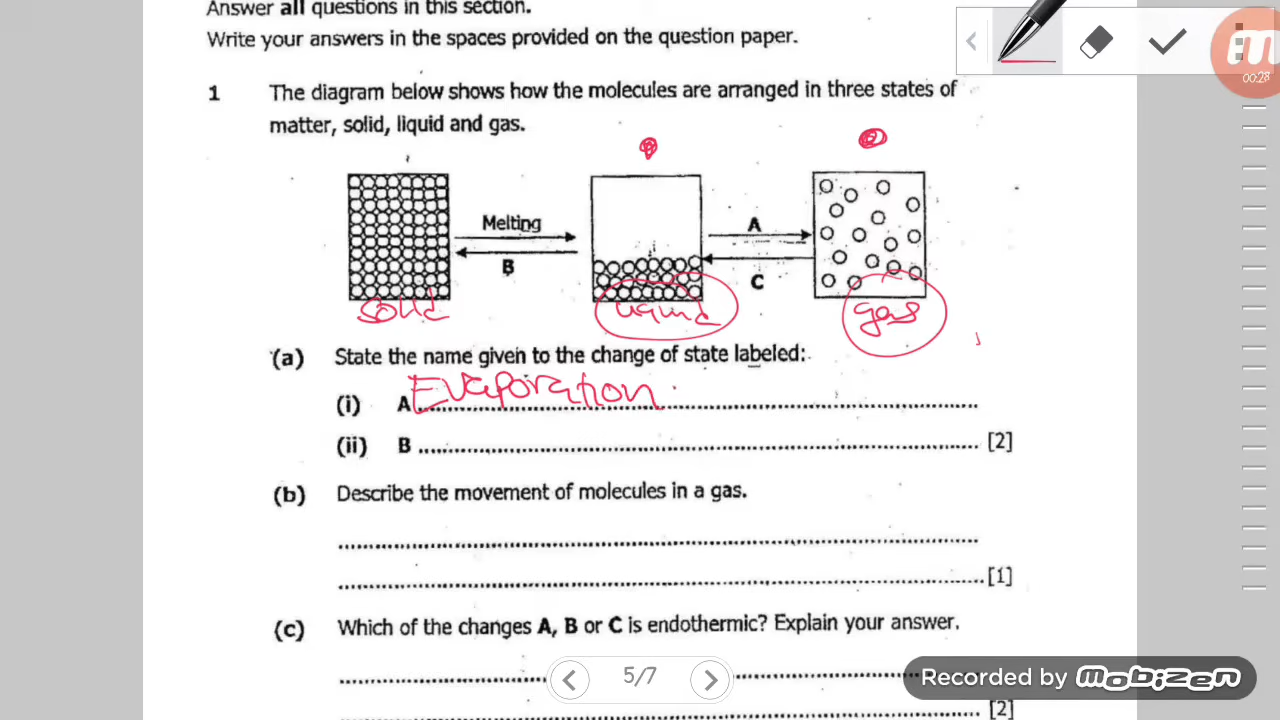 Answer all questions in this section.
Write your answers in the spaces provided on the question paper.
00:28
1 The diagram below shows how the molecules are arranged in three states of
matter, solid, liquid and gas.
Melting
A
B
C
solid
liquid
gas
(a) State the name given to the change of state labeled:
(i) A Evaporation
(ii) B [2]
(b) Describe the movement of molecules in a gas.
[1]
(c) Which of the changes A, B or C is endothermic? Explain your answer.
5/7
Recorded by mobizen
[2]